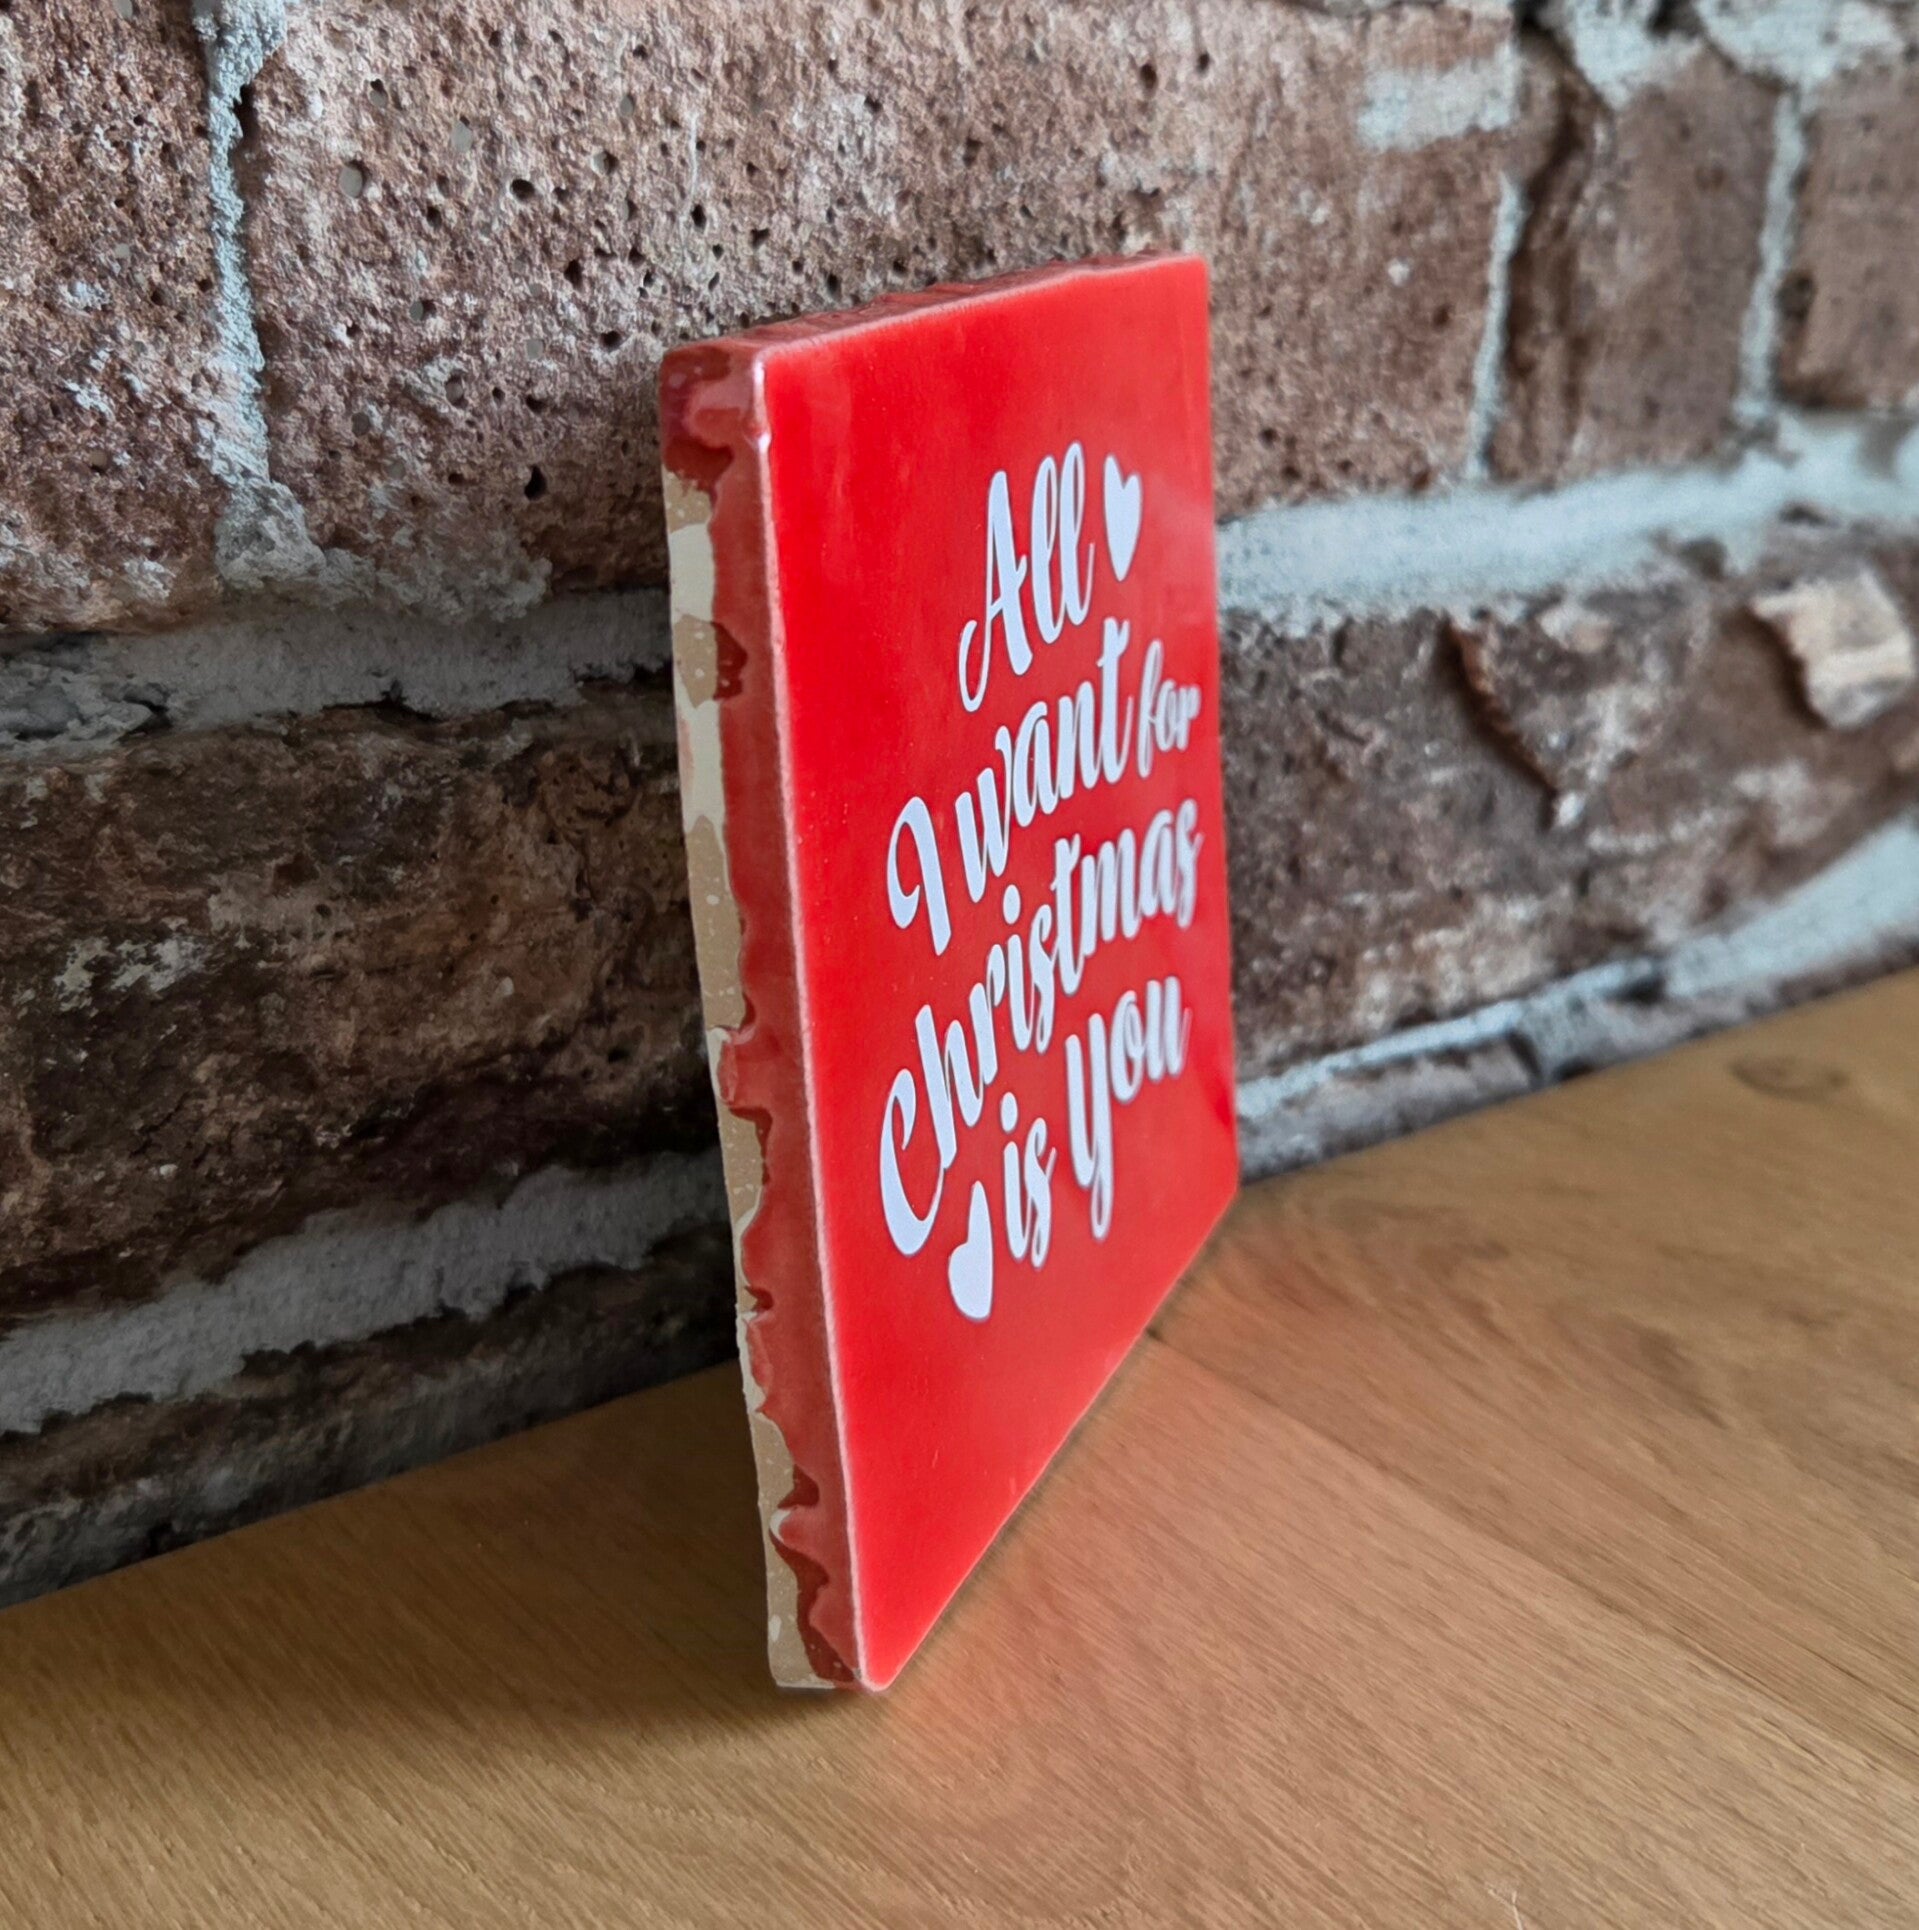 All
I want for
christmas
is you